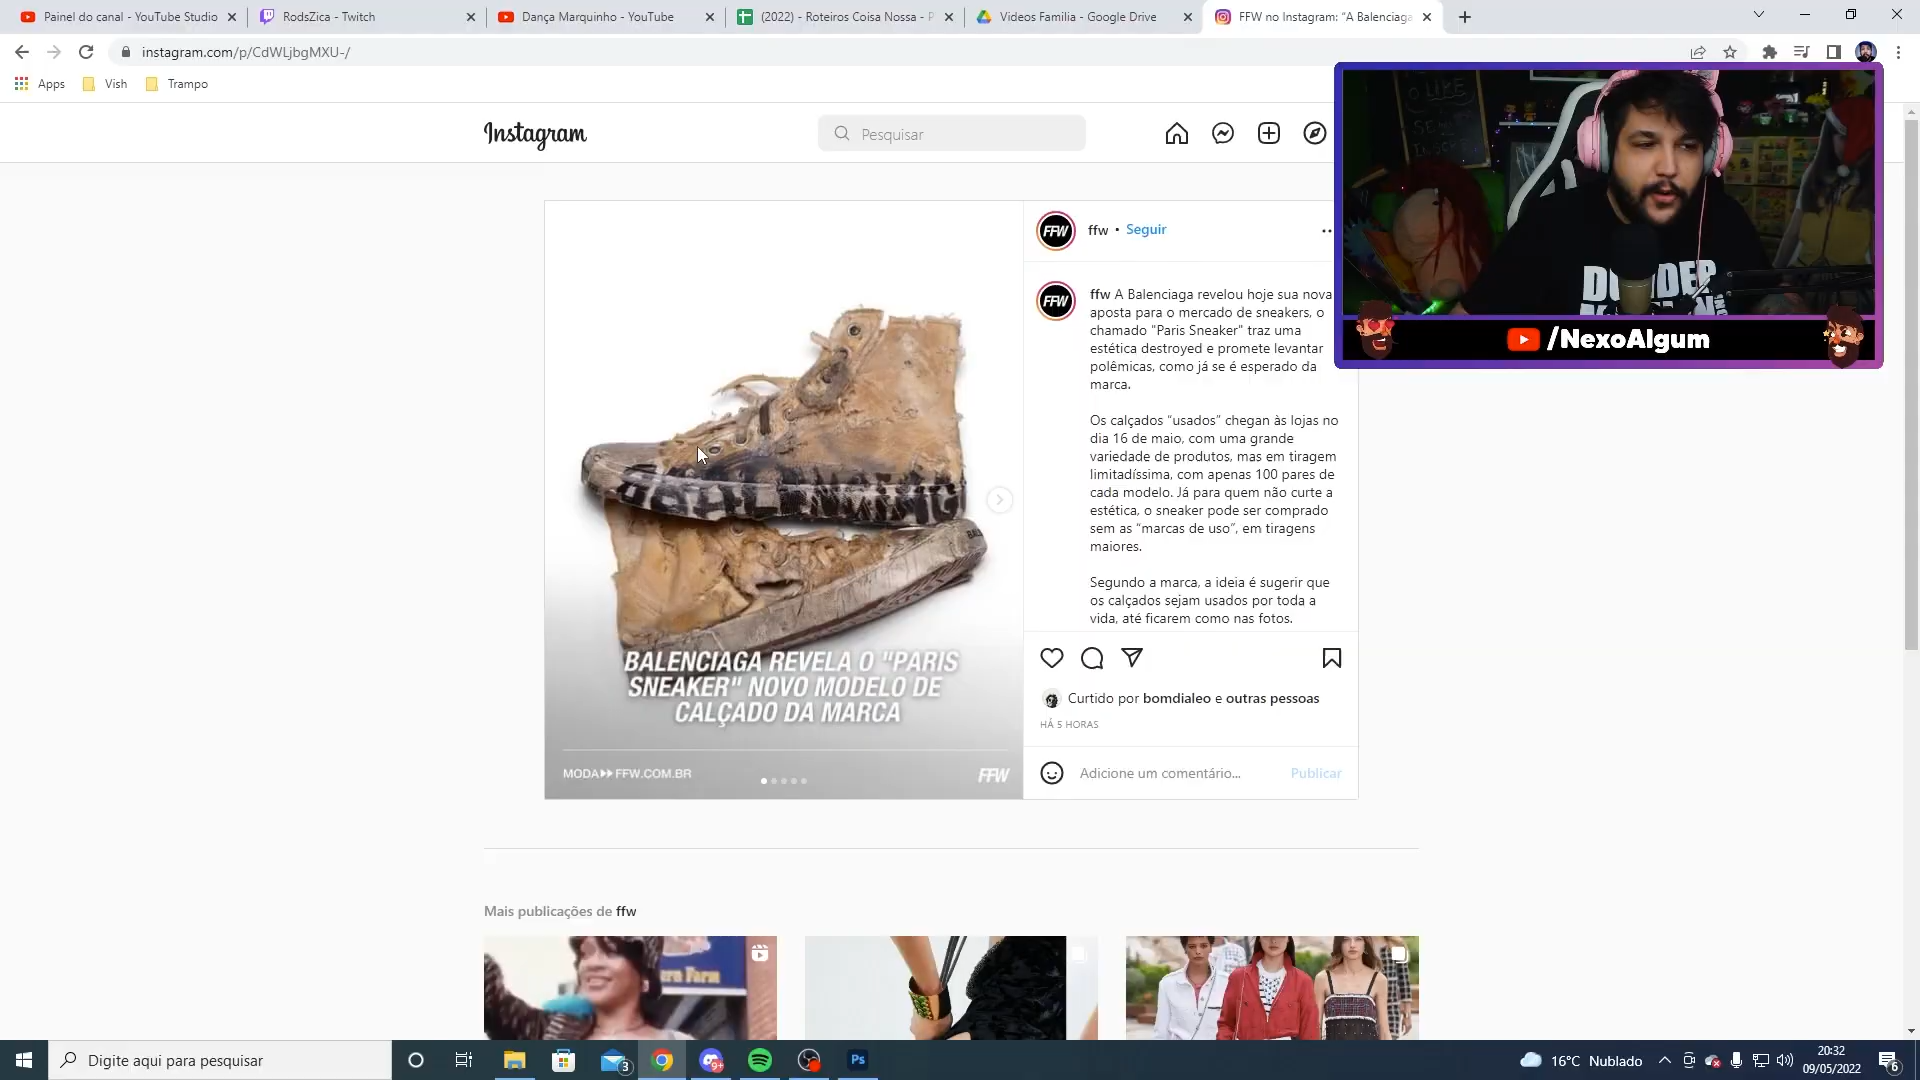 Painel do canal - YouTube Studio
RodsZica - Twitch
Dança Marquinho - YouTube
(2022) - Roteiros Coisa Nossa - P
Videos Familia - Google Drive
FFW no Instagram: "A Balenciaga
instagram.com/p/CdWLjbgMXU-/
Apps
Vish
Trampo
Instagram
Pesquisar
ffw • Seguir
ffw A Balenciaga revelou hoje sua nova
aposta para o mercado de sneakers, o
chamado "Paris Sneaker" traz uma
estética destroyed e promete levantar
polêmicas, como já se é esperado da
marca.
Os calçados “usados” chegan às lojas no
dia 16 de maio, com uma grande
variedade de produtos, mas em tiragem
limitadíssima, com apenas 100 pares de
cada modelo. Já para quem não curte a
estética, o sneaker pode ser comprado
sem as “marcas de uso”, em tiragens
maiores.
Segundo a marca, a ideia é sugerir que
os calçados sejam usados por toda a
vida, até ficarem como nas fotos.
FFW
FFW
BALENCIAGA REVELA O "PARIS
SNEAKER" NOVO MODELO DE
CALÇADO DA MARCA
MODA FFW.COM.BR
FFW
Curtido por bomdialeo e outras pessoas
HÁ 5 HORAS
Adicione um comentário...
Publicar
/NexoAlgum
Mais publicações de ffw
Digite aqui para pesquisar
3
9+
Ps
16°C Nublado
20:32
09/05/2022
6